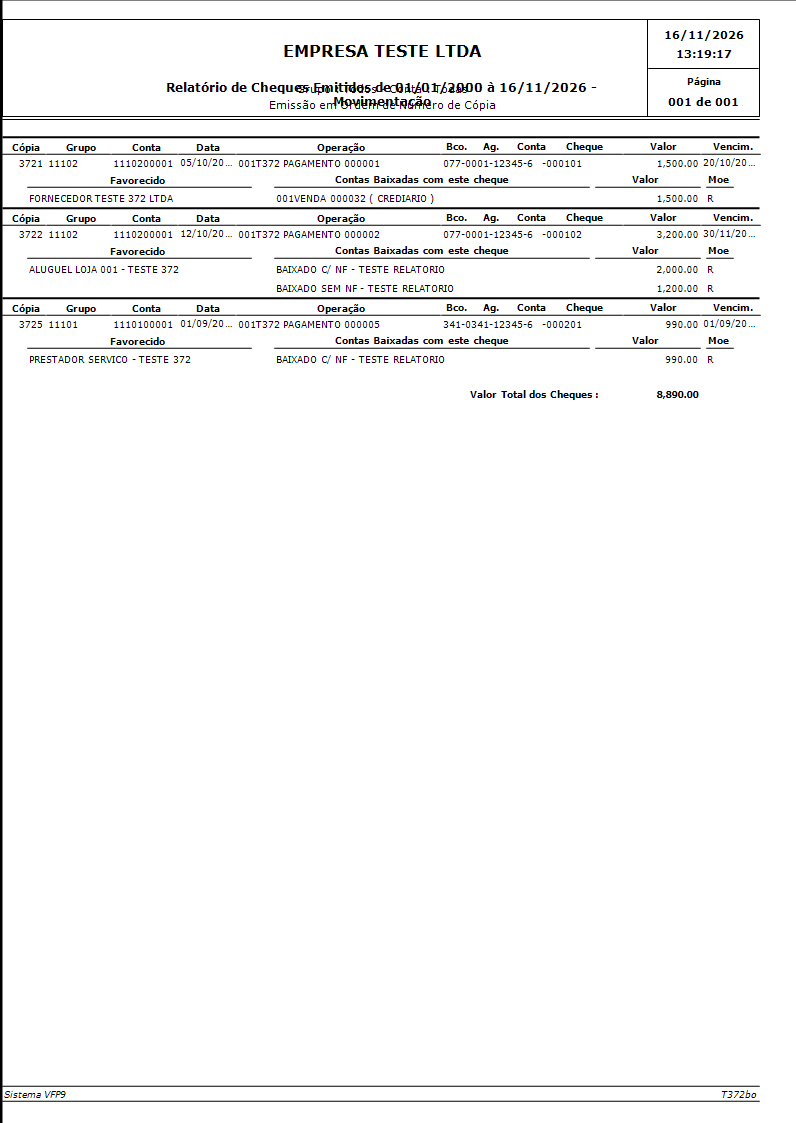 16/11/2026
EMPRESA TESTE LTDA
13:19:17
Página
Relatório de Cheques Emitidos de 01/01/2000 à 16/11/2026 -
Movimentação
001 de 001
Emissão em Ordem de Número de Cópia
Cópia Grupo Conta Data Operação Bco. Ag. Conta Cheque Valor Vencim.
3721 11102 1110200001 05/10/20... 001T372 PAGAMENTO 000001 077-0001-12345-6 -000101 1,500.00 20/10/20...
Favorecido Contas Baixadas com este cheque Valor Moe
FORNECEDOR TESTE 372 LTDA 001VENDA 000032 ( CREDIARIO ) 1,500.00 R
Cópia Grupo Conta Data Operação Bco. Ag. Conta Cheque Valor Vencim.
3722 11102 1110200001 12/10/20... 001T372 PAGAMENTO 000002 077-0001-12345-6 -000102 3,200.00 30/11/20...
Favorecido Contas Baixadas com este cheque Valor Moe
ALUGUEL LOJA 001 - TESTE 372 BAIXADO C/ NF - TESTE RELATORIO 2,000.00 R
BAIXADO SEM NF - TESTE RELATORIO 1,200.00 R
Cópia Grupo Conta Data Operação Bco. Ag. Conta Cheque Valor Vencim.
3725 11101 1110100001 01/09/20... 001T372 PAGAMENTO 000005 341-0341-12345-6 -000201 990.00 01/09/20...
Favorecido Contas Baixadas com este cheque Valor Moe
PRESTADOR SERVICO - TESTE 372 BAIXADO C/ NF - TESTE RELATORIO 990.00 R
Valor Total dos Cheques : 8,890.00
Sistema VFP9 T372bo